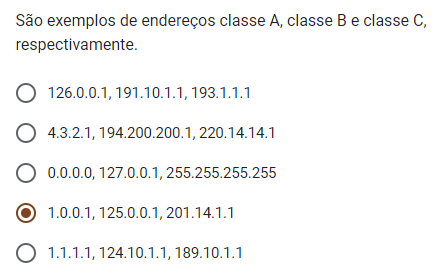 São exemplos de endereços classe A, classe B e classe C,
respectivamente.
126.0.0.1, 191.10.1.1, 193.1.1.1
4.3.2.1, 194.200.200.1, 220.14.14.1
0.0.0.0, 127.0.0.1, 255.255.255.255
1.0.0.1, 125.0.0.1, 201.14.1.1
1.1.1.1, 124.10.1.1, 189.10.1.1